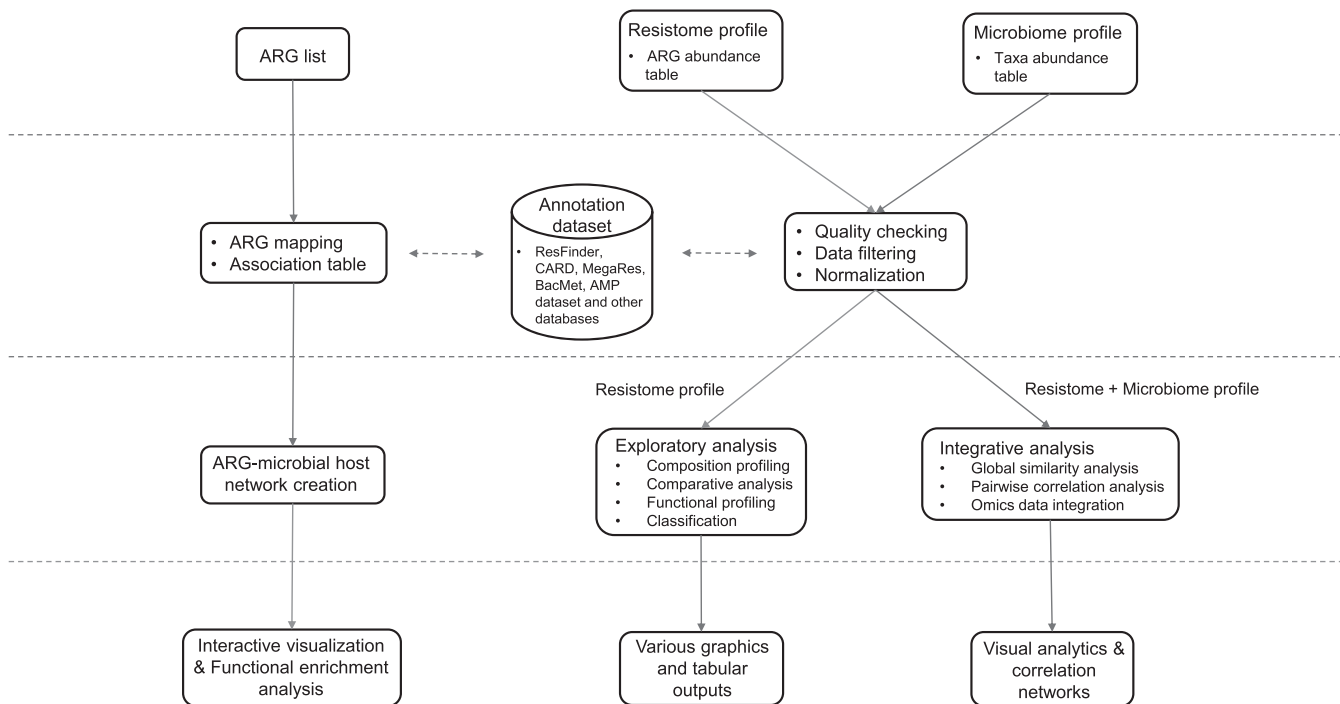 ARG list
Resistome profile
• ARG abundance
table
Microbiome profile
• Taxa abundance
table
• ARG mapping
• Association table
Annotation
dataset
• ResFinder,
CARD, MegaRes,
BacMet, AMP
dataset and other
databases
• Quality checking
• Data filtering
• Normalization
Resistome profile
Resistome + Microbiome profile
ARG-microbial host
network creation
Exploratory analysis
• Composition profiling
• Comparative analysis
• Functional profiling
• Classification
Integrative analysis
• Global similarity analysis
• Pairwise correlation analysis
• Omics data integration
Interactive visualization
& Functional enrichment
analysis
Various graphics
and tabular
outputs
Visual analytics &
correlation
networks